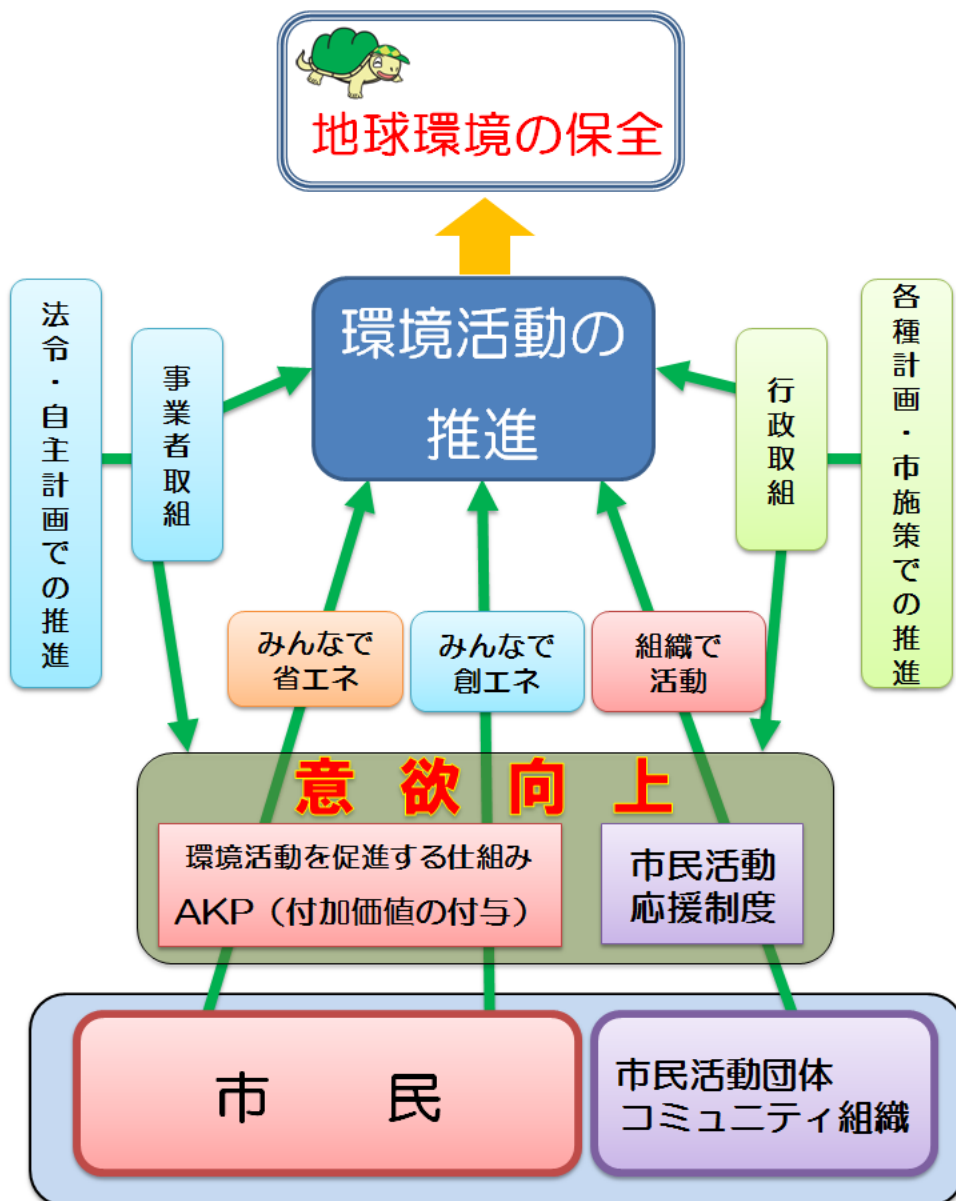 地球環境の保全
環境活動の
推進
法令・自主計画での推進
事業者取組
行政取組
各種計画・市施策での推進
みんなで
省エネ
みんなで
創エネ
組織で
活動
意欲向上
環境活動を促進する仕組み
AKP（付加価値の付与）
市民活動
応援制度
市　民
市民活動団体
コミュニティ組織